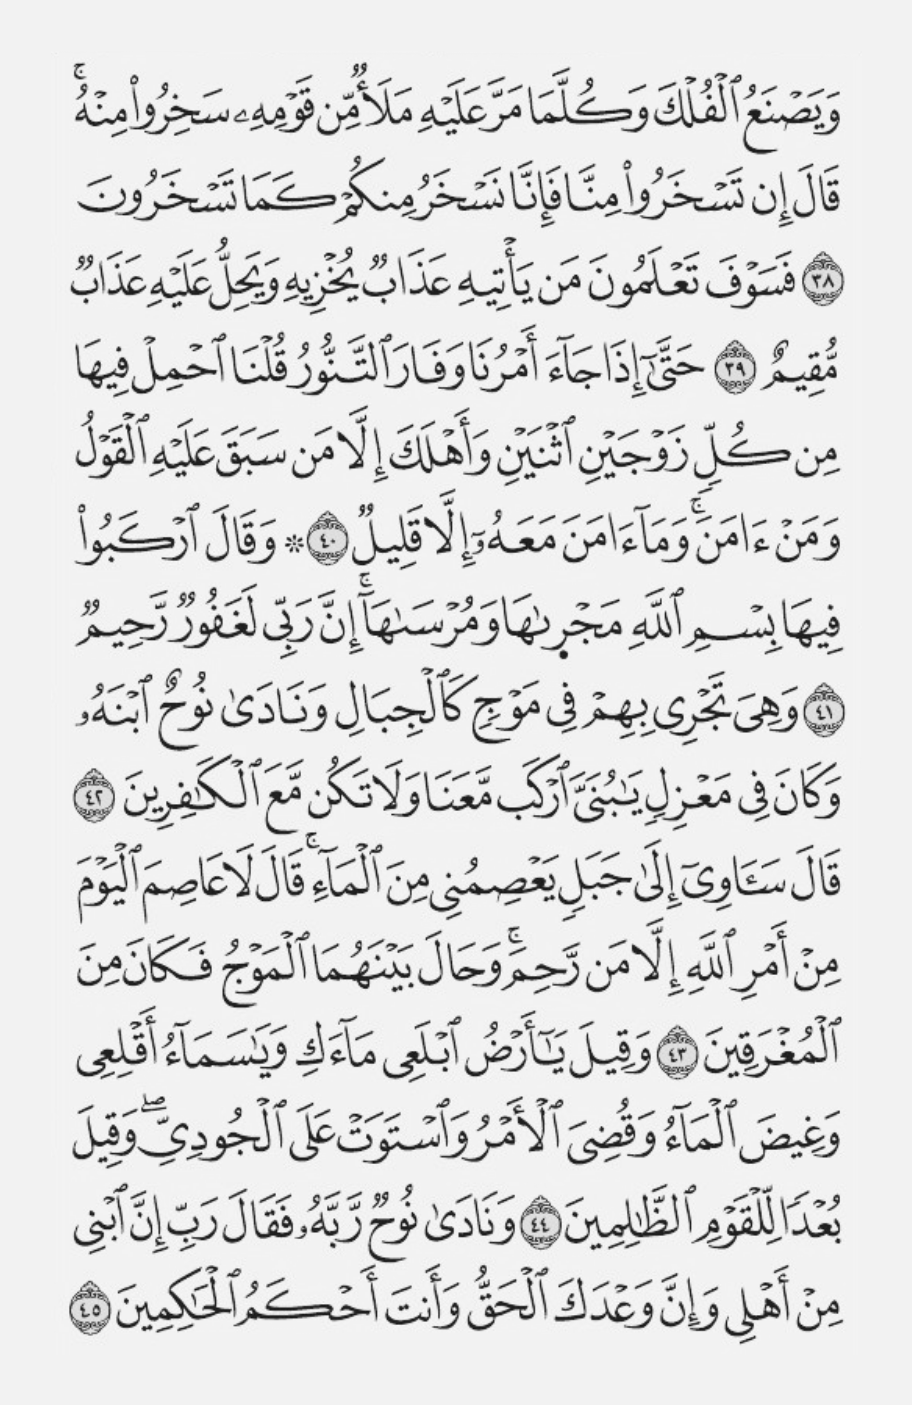 وَيَصْنَعُ ٱلْفُلْكَ وَكُلَّمَا مَرَّ عَلَيْهِ مَلَأٌ مِّن قَوْمِهِۦ سَخِرُوا۟ مِنْهُ ۚ
قَالَ إِن تَسْخَرُوا۟ مِنَّا فَإِنَّا نَسْخَرُ مِنكُمْ كَمَا تَسْخَرُونَ
٣٨ فَسَوْفَ تَعْلَمُونَ مَن يَأْتِيهِ عَذَابٌ يُخْزِيهِ وَيَحِلُّ عَلَيْهِ عَذَابٌ
مُّقِيمٌ ٣٩ حَتَّىٰٓ إِذَا جَآءَ أَمْرُنَا وَفَارَ ٱلتَّنُّورُ قُلْنَا ٱحْمِلْ فِيهَا
مِن كُلٍّ زَوْجَيْنِ ٱثْنَيْنِ وَأَهْلَكَ إِلَّا مَن سَبَقَ عَلَيْهِ ٱلْقَوْلُ
وَمَنْ ءَامَنَ ۚ وَمَآ ءَامَنَ مَعَهُۥٓ إِلَّا قَلِيلٌ ٤٠ ۞ وَقَالَ ٱرْكَبُوا۟
فِيهَا بِسْمِ ٱللَّهِ مَجْر۪ىٰهَا وَمُرْسَىٰهَآ ۚ إِنَّ رَبِّى لَغَفُورٌ رَّحِيمٌ
٤١ وَهِىَ تَجْرِى بِهِمْ فِى مَوْجٍ كَٱلْجِبَالِ وَنَادَىٰ نُوحٌ ٱبْنَهُۥ
وَكَانَ فِى مَعْزِلٍ يَـٰبُنَىَّ ٱرْكَب مَّعَنَا وَلَا تَكُن مَّعَ ٱلْكَـٰفِرِينَ ٤٢
قَالَ سَـَٔاوِىٓ إِلَىٰ جَبَلٍ يَعْصِمُنِى مِنَ ٱلْمَآءِ ۚ قَالَ لَا عَاصِمَ ٱلْيَوْمَ
مِنْ أَمْرِ ٱللَّهِ إِلَّا مَن رَّحِمَ ۚ وَحَالَ بَيْنَهُمَا ٱلْمَوْجُ فَكَانَ مِنَ
ٱلْمُغْرَقِينَ ٤٣ وَقِيلَ يَـٰٓأَرْضُ ٱبْلَعِى مَآءَكِ وَيَـٰسَمَآءُ أَقْلِعِى
وَغِيضَ ٱلْمَآءُ وَقُضِىَ ٱلْأَمْرُ وَٱسْتَوَتْ عَلَى ٱلْجُودِىِّ ۖ وَقِيلَ
بُعْدًا لِّلْقَوْمِ ٱلظَّـٰلِمِينَ ٤٤ وَنَادَىٰ نُوحٌ رَّبَّهُۥ فَقَالَ رَبِّ إِنَّ ٱبْنِى
مِنْ أَهْلِى وَإِنَّ وَعْدَكَ ٱلْحَقُّ وَأَنتَ أَحْكَمُ ٱلْحَـٰكِمِينَ ٤٥